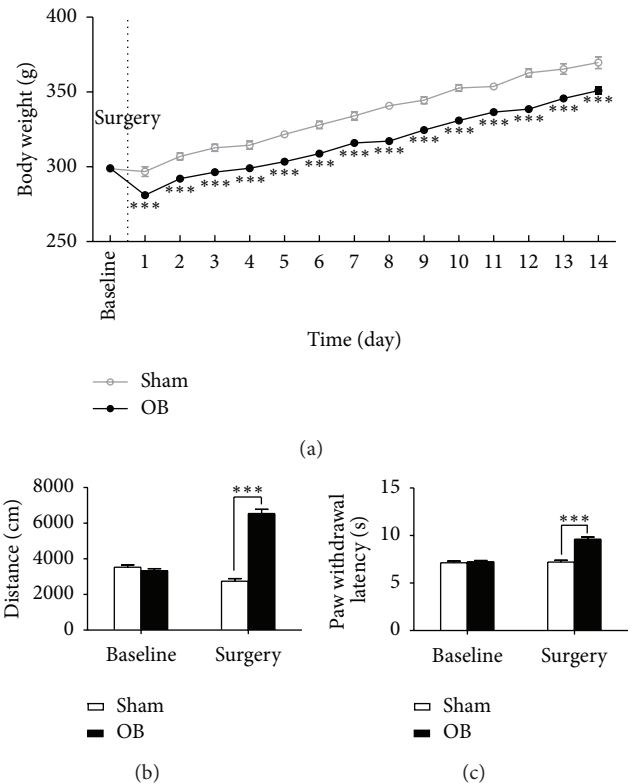 400
350
300
250
Body weight (g)
Surgery
***
***
***
***
***
***
***
***
***
***
***
***
***
***
Baseline
1 2 3 4 5 6 7 8 9 10 11 12 13 14
Time (day)
Sham
OB
(a)
8000
6000
4000
2000
0
Distance (cm)
***
Baseline Surgery
Sham
OB
(b)
15
10
5
0
Paw withdrawal
latency (s)
***
Baseline Surgery
Sham
OB
(c)